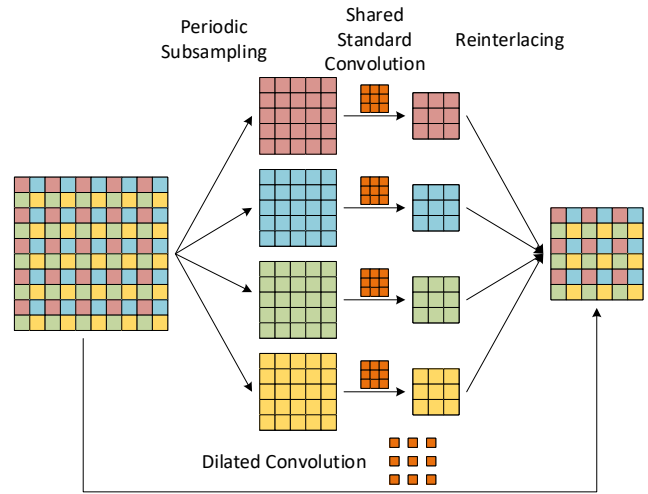 Periodic
Subsampling
Shared
Standard
Convolution
Reinterlacing
Dilated Convolution